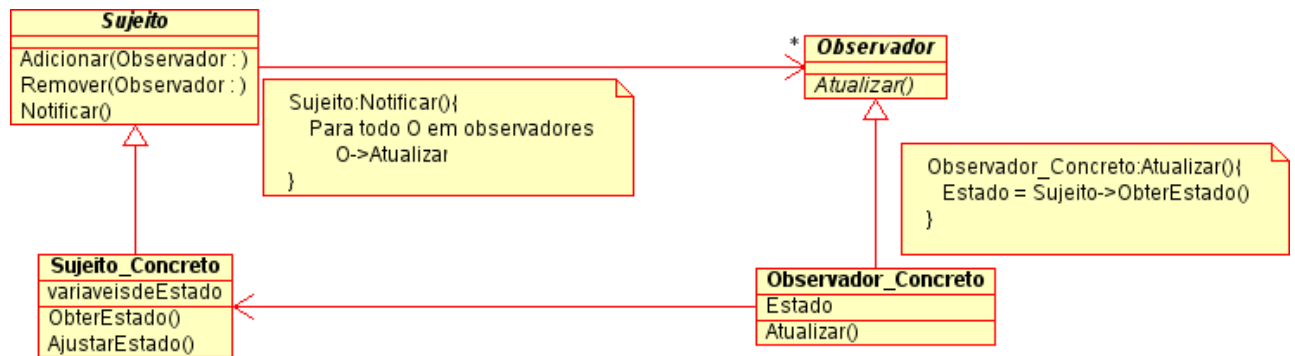 Sujeito
Adicionar(Observador : )
Remover(Observador : )
Notificar()
*
Observador
Atualizar()
Sujeito:Notificar(){
Para todo O em observadores
O->Atualizar
}
Observador_Concreto:Atualizar(){
Estado = Sujeito->ObterEstado()
}
Sujeito_Concreto
variaveisdeEstado
ObterEstado()
AjustarEstado()
Observador_Concreto
Estado
Atualizar()